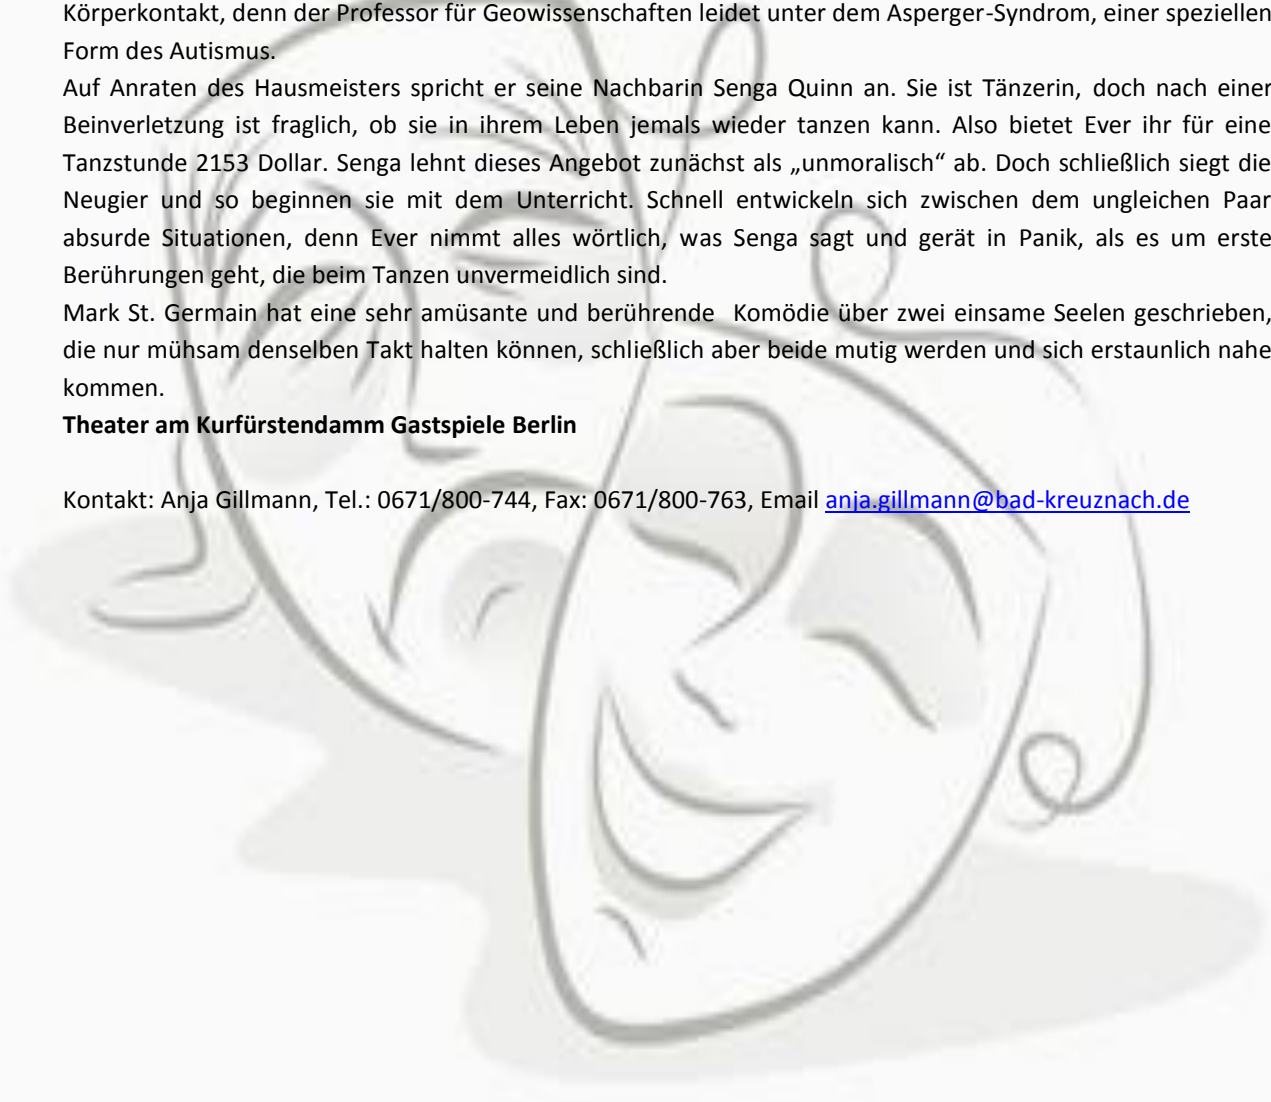 Körperkontakt, denn der Professor für Geowissenschaften leidet unter dem Asperger-Syndrom, einer speziellen
Form des Autismus.
Auf Anraten des Hausmeisters spricht er seine Nachbarin Senga Quinn an. Sie ist Tänzerin, doch nach einer
Beinverletzung ist fraglich, ob sie in ihrem Leben jemals wieder tanzen kann. Also bietet Ever ihr für eine
Tanzstunde 2153 Dollar. Senga lehnt dieses Angebot zunächst als „unmoralisch“ ab. Doch schließlich siegt die
Neugier und so beginnen sie mit dem Unterricht. Schnell entwickeln sich zwischen dem ungleichen Paar
absurde Situationen, denn Ever nimmt alles wörtlich, was Senga sagt und gerät in Panik, als es um erste
Berührungen geht, die beim Tanzen unvermeidlich sind.
Mark St. Germain hat eine sehr amüsante und berührende  Komödie über zwei einsame Seelen geschrieben,
die nur mühsam denselben Takt halten können, schließlich aber beide mutig werden und sich erstaunlich nahe
kommen.
Theater am Kurfürstendamm Gastspiele Berlin
Kontakt: Anja Gillmann, Tel.: 0671/800-744, Fax: 0671/800-763, Email anja.gillmann@bad-kreuznach.de